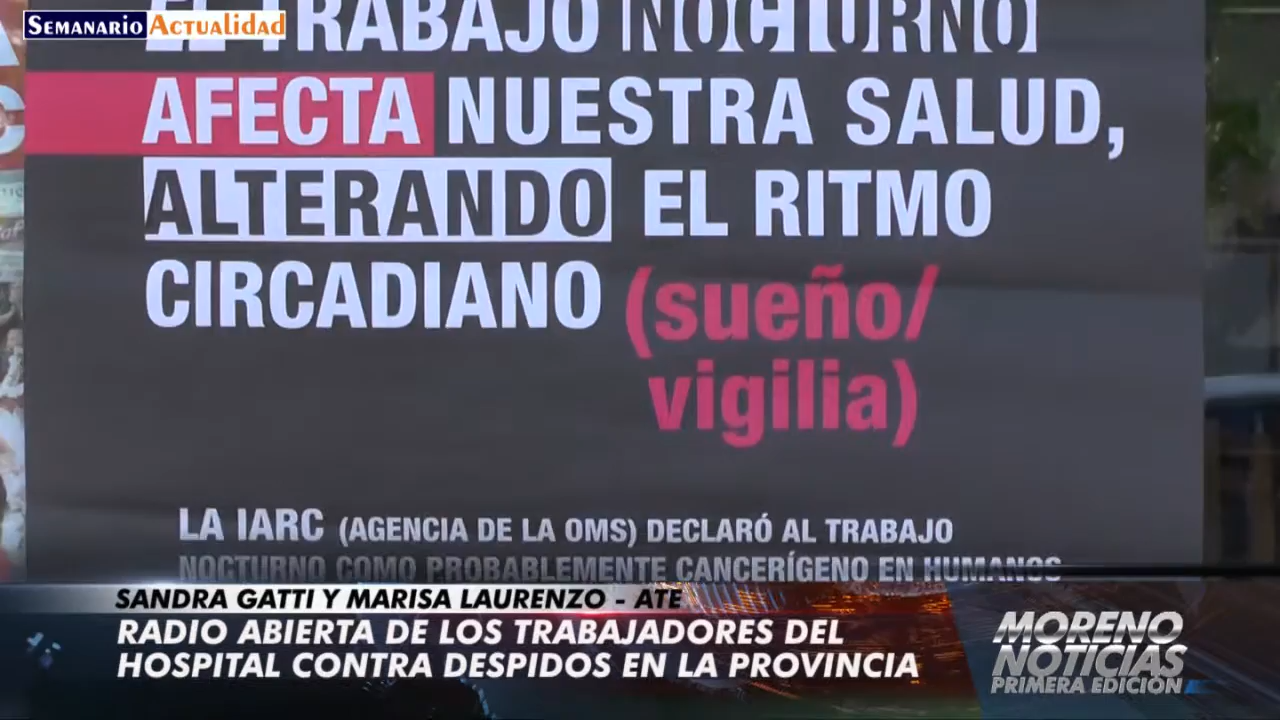 SEMANARIO ACTUALIDAD
EL TRABAJO NOCTURNO
AFECTA NUESTRA SALUD,
ALTERANDO EL RITMO
CIRCADIANO (sueño/
vigilia)
LA IARC (AGENCIA DE LA OMS) DECLARÓ AL TRABAJO
NOCTURNO COMO PROBABLEMENTE CANCERÍGENO EN HUMANOS
SANDRA GATTI Y MARISA LAURENZO - ATE
RADIO ABIERTA DE LOS TRABAJADORES DEL
HOSPITAL CONTRA DESPIDOS EN LA PROVINCIA
MORENO
NOTICIAS
PRIMERA EDICIÓN